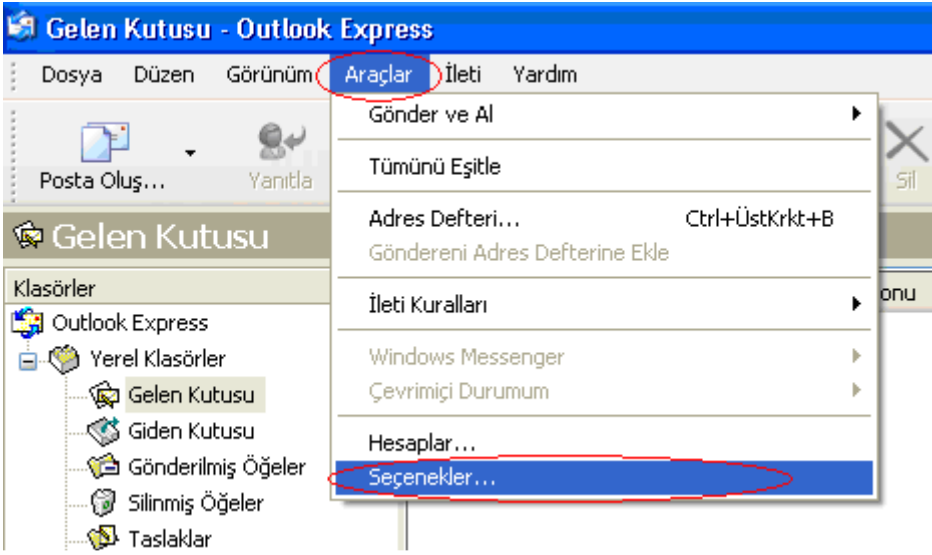 Gelen Kutusu - Outlook Express
Dosya Düzen Görünüm Araçlar İleti Yardım
Posta Oluş... Yanıtla Sil
Gelen Kutusu
Gönder ve Al
Tümünü Eşitle
Adres Defteri... Ctrl+ÜstKrkt+B
Göndereni Adres Defterine Ekle
İleti Kuralları
Windows Messenger
Çevrimiçi Durumum
Hesaplar...
Seçenekler...
onu
Klasörler
Outlook Express
Yerel Klasörler
Gelen Kutusu
Giden Kutusu
Gönderilmiş Öğeler
Silinmiş Öğeler
Taslaklar